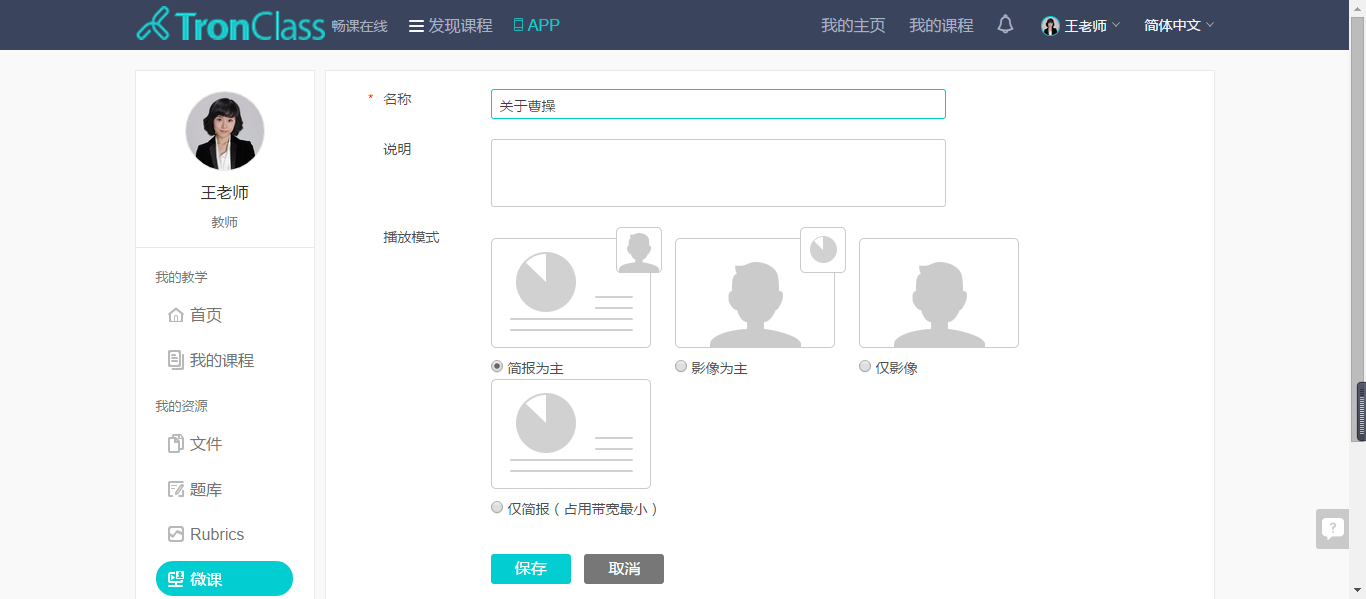 TronClass 畅课在线 发现课程 APP 我的主页 我的课程 王老师 简体中文
王老师
教师
我的教学
首页
我的课程
我的资源
文件
题库
Rubrics
微课
* 名称 关于曹操
说明
播放模式
简报为主 影像为主 仅影像
仅简报（占用带宽最小）
保存 取消
?